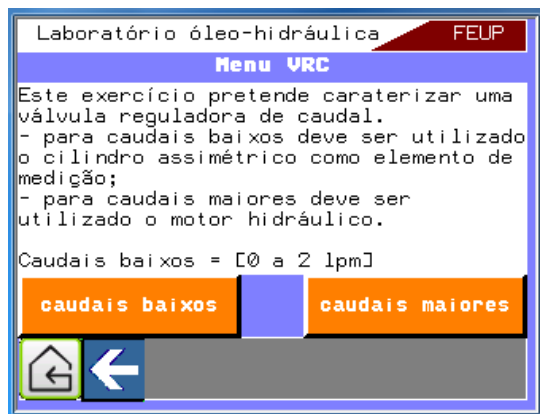 Laboratório óleo-hidráulica FEUP
Menu VRC
Este exercício pretende caraterizar uma
válvula reguladora de caudal.
- para caudais baixos deve ser utilizado
o cilindro assimétrico como elemento de
medição;
- para caudais maiores deve ser
utilizado o motor hidráulico.
Caudais baixos = [0 a 2 lpm]
caudais baixos caudais maiores